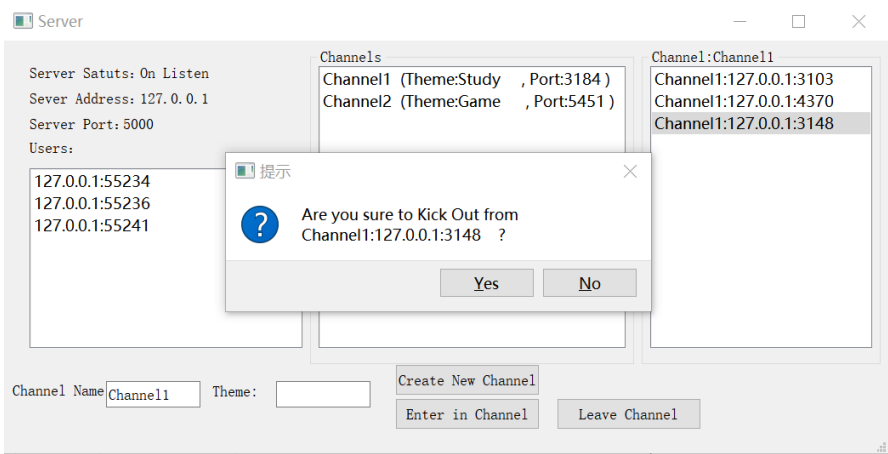 Server
Server Satuts: On Listen
Sever Address: 127.0.0.1
Server Port: 5000
Users:
127.0.0.1:55234
127.0.0.1:55236
127.0.0.1:55241
Channels
Channel1 (Theme:Study , Port:3184 )
Channel2 (Theme:Game , Port:5451 )
Channel:Channel1
Channel1:127.0.0.1:3103
Channel1:127.0.0.1:4370
Channel1:127.0.0.1:3148
提示
Are you sure to Kick Out from
Channel1:127.0.0.1:3148 ?
Yes
No
Channel Name
Channel1
Theme:
Create New Channel
Enter in Channel
Leave Channel